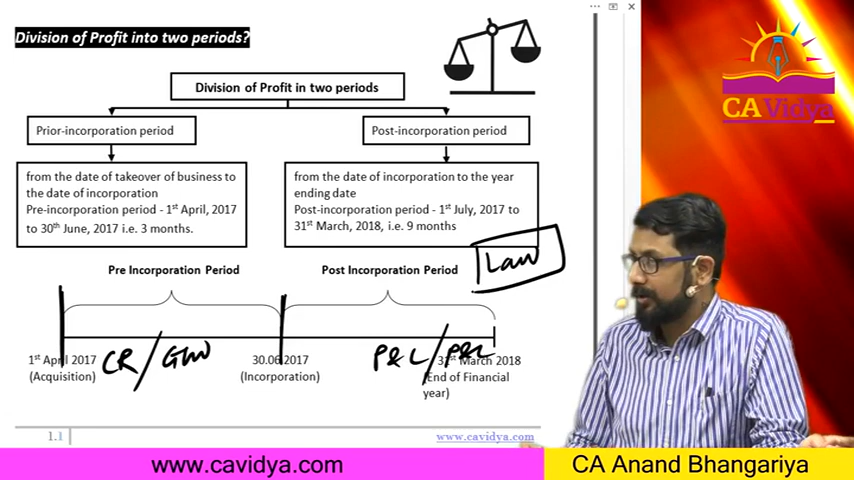 Division of Profit into two periods?
Division of Profit in two periods
Prior-incorporation period
Post-incorporation period
from the date of takeover of business to
the date of incorporation
Pre-incorporation period - 1st April, 2017
to 30th June, 2017 i.e. 3 months.
from the date of incorporation to the year
ending date
Post-incorporation period - 1st July, 2017 to
31st March, 2018, i.e. 9 months
Law
Pre Incorporation Period
Post Incorporation Period
1st April 2017
(Acquisition)
CR/GW
30.06.2017
(Incorporation)
P&L/P&L
31st March 2018
(End of Financial
year)
1.1
www.cavidya.com
CA Vidya
www.cavidya.com
CA Anand Bhangariya